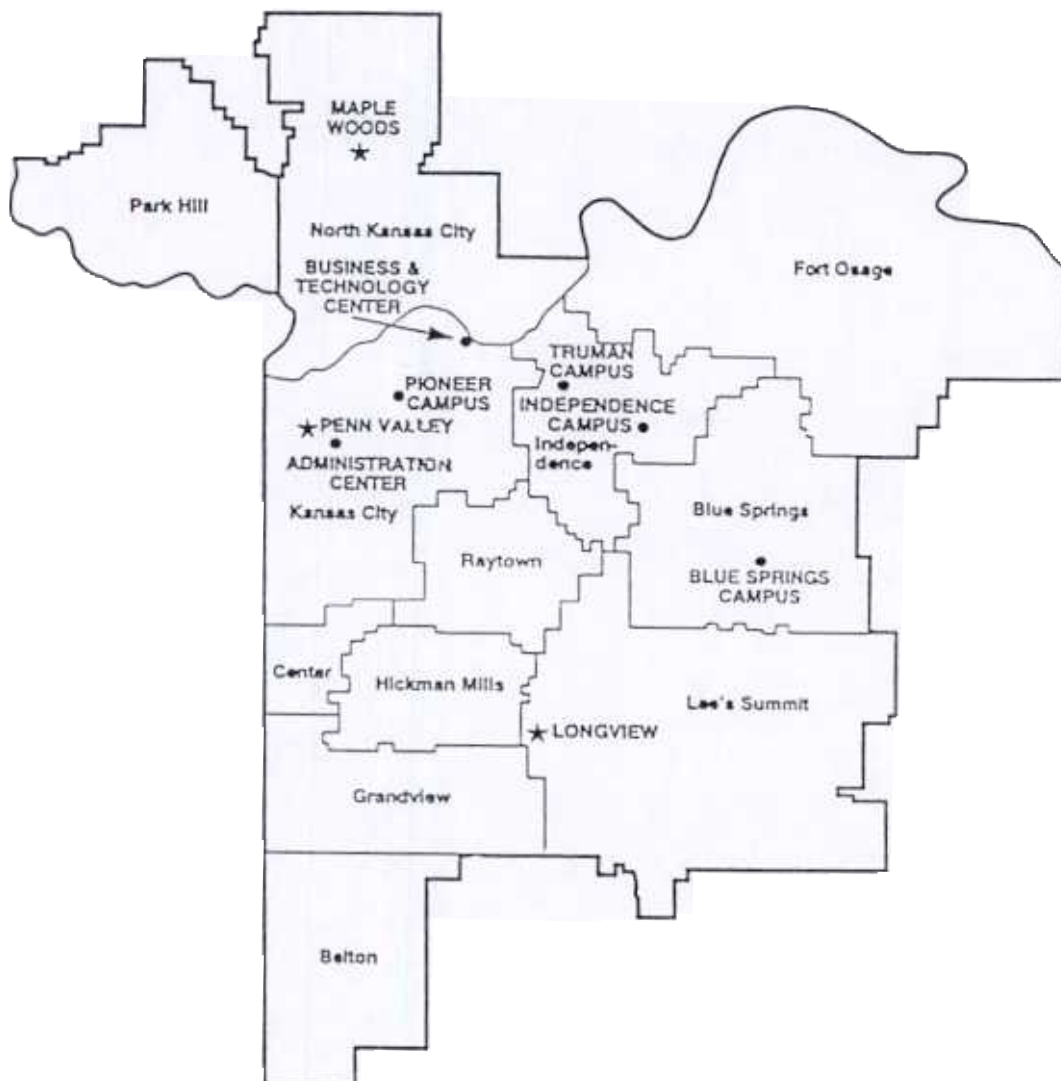 MAPLE
WOODS
Park Hill
North Kansas City
BUSINESS &
TECHNOLOGY
CENTER
Fort Osage
TRUMAN
CAMPUS
PIONEER
CAMPUS
INDEPENDENCE
CAMPUS
PENN VALLEY
Indepen-
dence
ADMINISTRATION
CENTER
Kansas City
Blue Springs
Raytown
BLUE SPRINGS
CAMPUS
Center
Hickman Mills
Lee's Summit
LONGVIEW
Grandview
Belton